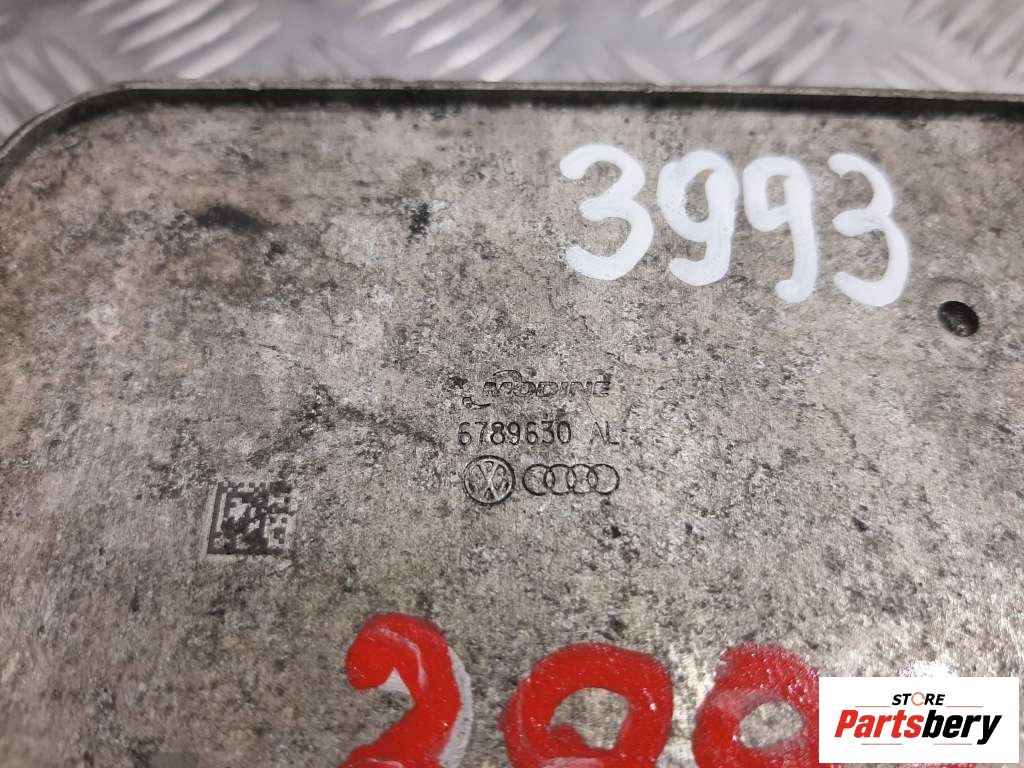 3993
MODINE
6789630 AL
STORE
Partsbery